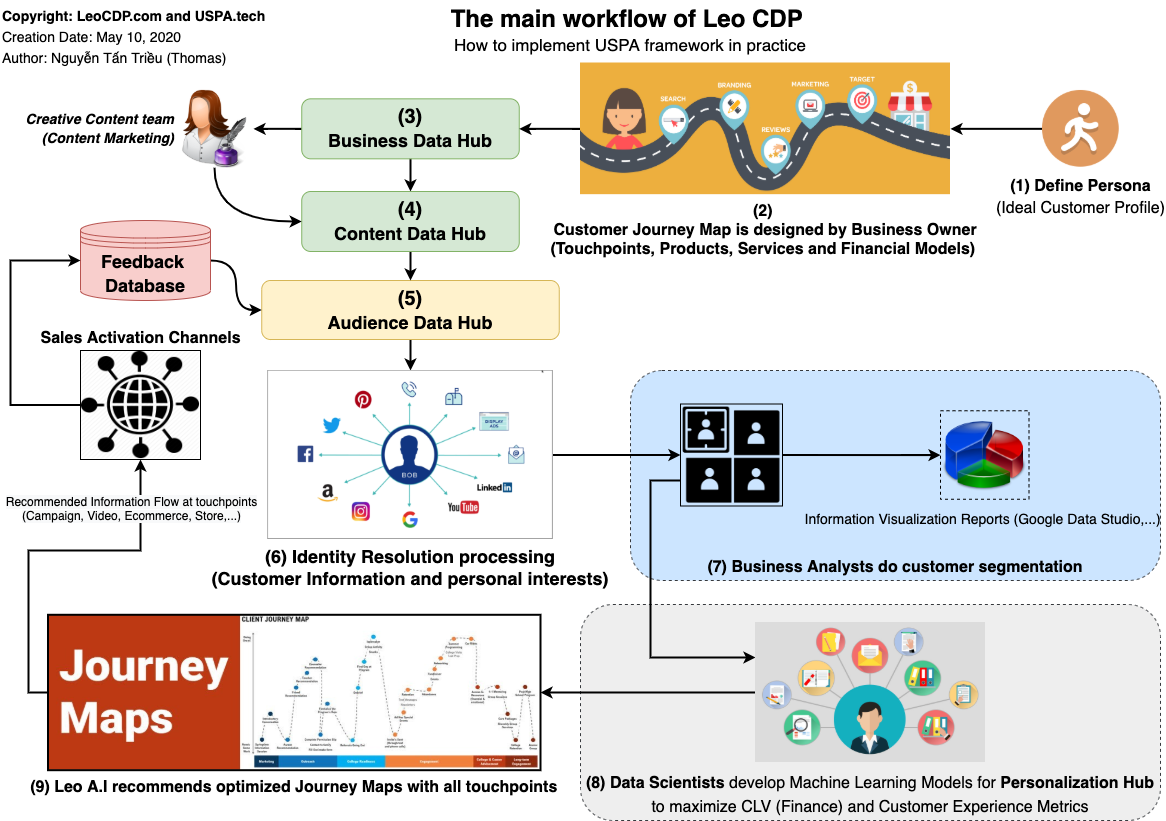 Copyright: LeoCDP.com and USPA.tech
Creation Date: May 10, 2020
Author: Nguyễn Tấn Triều (Thomas)
The main workflow of Leo CDP
How to implement USPA framework in practice
SEARCH
BRANDING
REVIEWS
MARKETING
TARGET
$
(1) Define Persona
(Ideal Customer Profile)
(2)
Customer Journey Map is designed by Business Owner
(Touchpoints, Products, Services and Financial Models)
(3)
Business Data Hub
Creative Content team
(Content Marketing)
(4)
Content Data Hub
Feedback
Database
(5)
Audience Data Hub
Sales Activation Channels
Recommended Information Flow at touchpoints
(Campaign, Video, Ecommerce, Store,...)
DISPLAY
ADS
BOB
a
Linked in
YouTube
G
(6) Identity Resolution processing
(Customer Information and personal interests)
Information Visualization Reports (Google Data Studio,...)
(7) Business Analysts do customer segmentation
(8) Data Scientists develop Machine Learning Models for Personalization Hub
to maximize CLV (Finance) and Customer Experience Metrics
Journey
Maps
CLIENT JOURNEY MAP
Marketing
Outreach
College Readiness
Engagement
(9) Leo A.I recommends optimized Journey Maps with all touchpoints